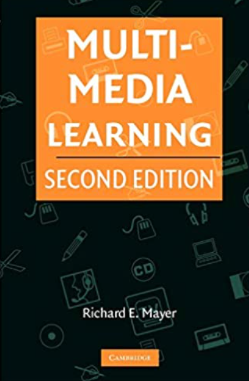 MULTI-
MEDIA
LEARNING
SECOND EDITION
CD
Richard E. Mayer
CAMBRIDGE